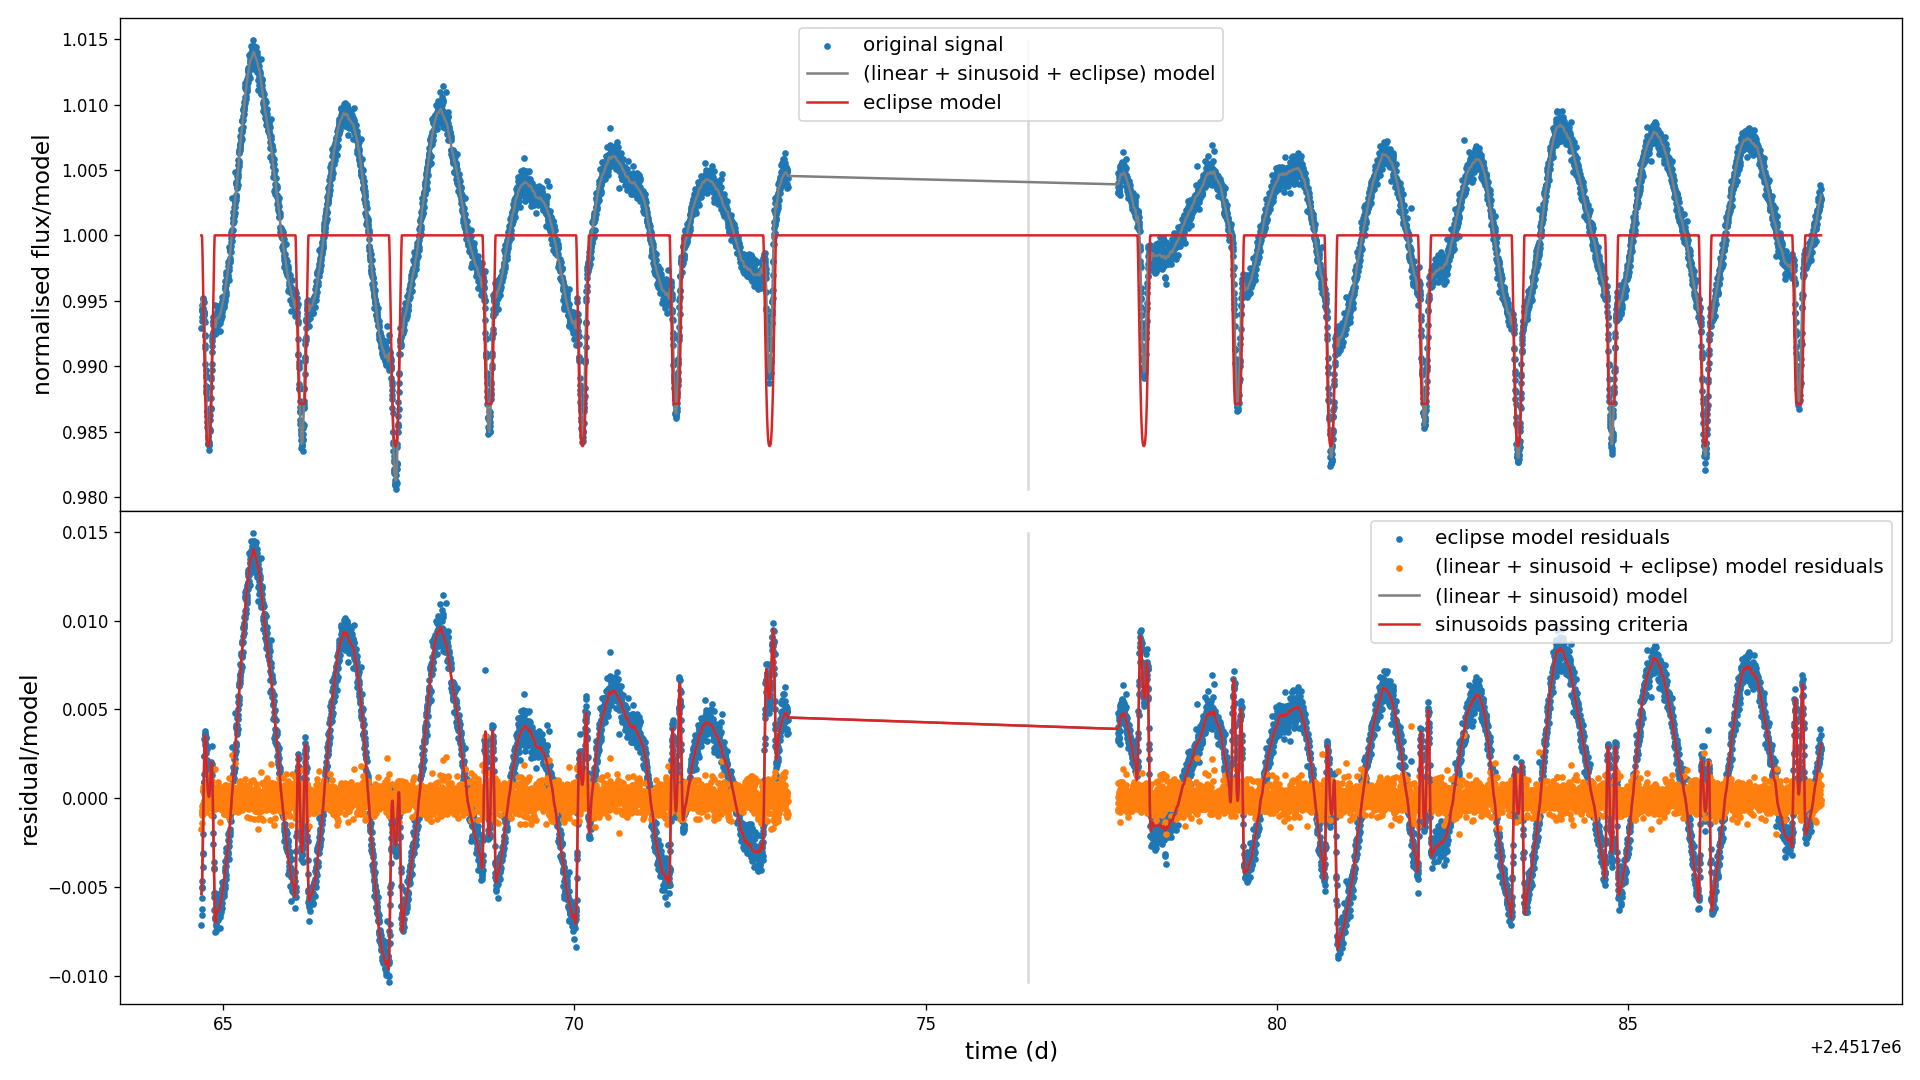 1.015
1.010
1.005
1.000
0.995
0.990
0.985
0.980
normalised flux/model
original signal
(linear + sinusoid + eclipse) model
eclipse model
0.015
0.010
0.005
0.000
−0.005
−0.010
residual/model
eclipse model residuals
(linear + sinusoid + eclipse) model residuals
(linear + sinusoid) model
sinusoids passing criteria
65
70
75
80
85
time (d)
+2.4517e6